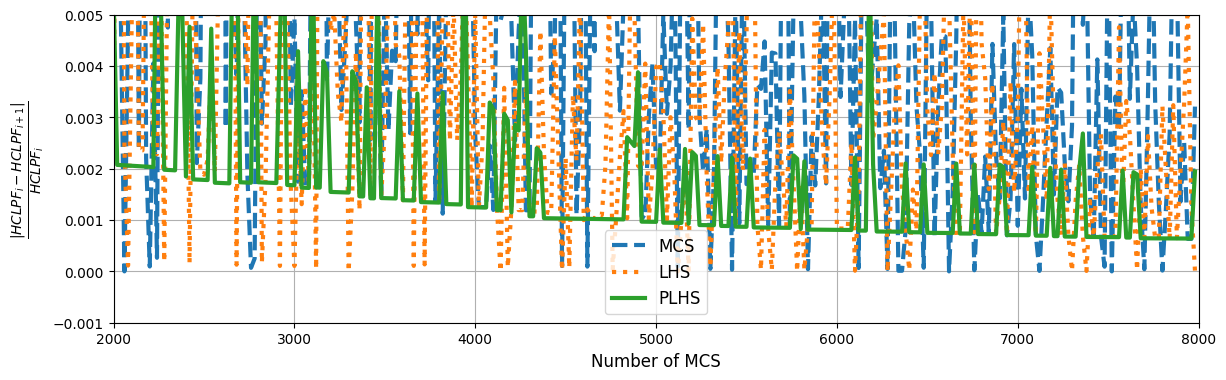 0.005
0.004
0.003
0.002
0.001
0.000
−0.001
|HCLPF_i − HCLPF_{i+1}|
HCLPF_i
2000 3000 4000 5000 6000 7000 8000
Number of MCS
MCS
LHS
PLHS